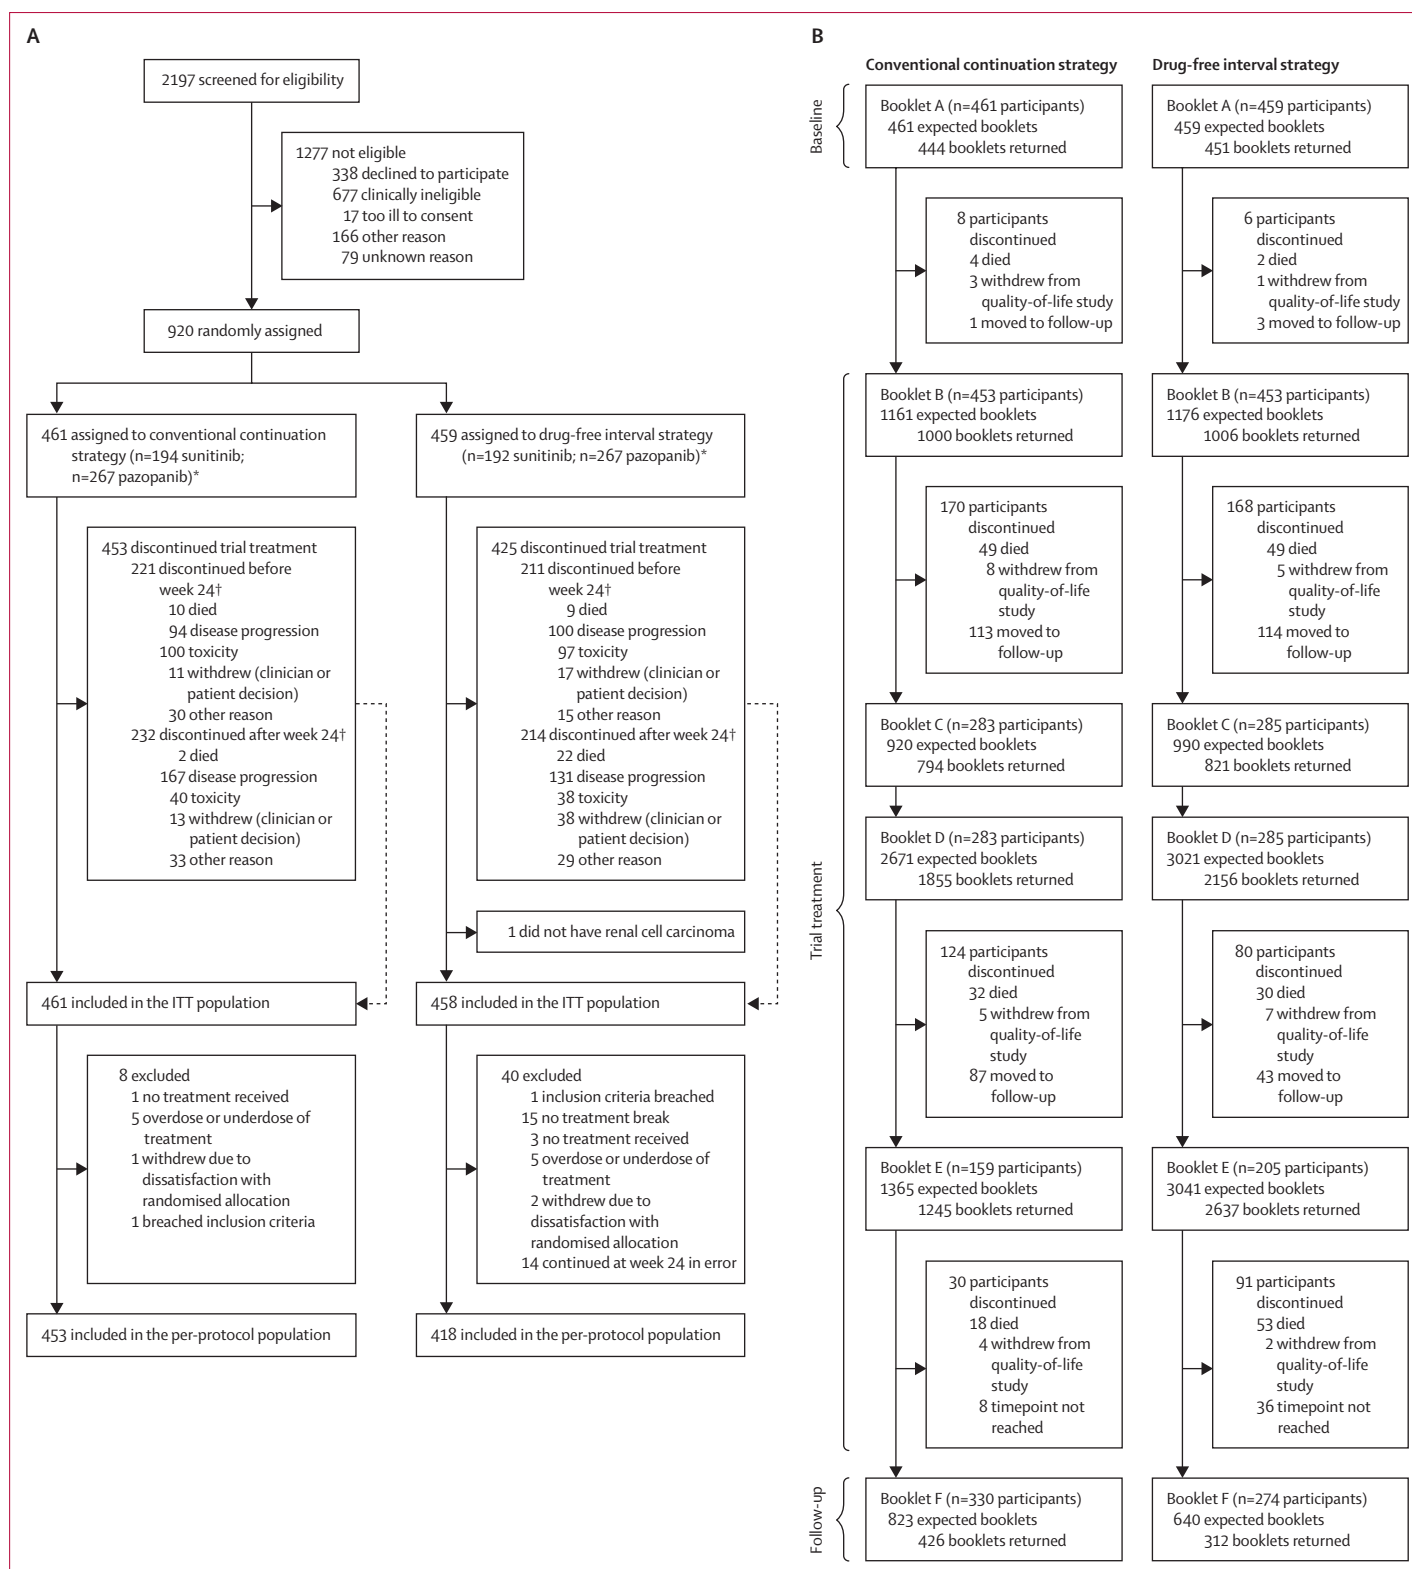 A
2197 screened for eligibility
1277 not eligible
338 declined to participate
677 clinically ineligible
17 too ill to consent
166 other reason
79 unknown reason
920 randomly assigned
461 assigned to conventional continuation
strategy (n=194 sunitinib;
n=267 pazopanib)*
459 assigned to drug-free interval strategy
(n=192 sunitinib; n=267 pazopanib)*
453 discontinued trial treatment
221 discontinued before
week 24†
10 died
94 disease progression
100 toxicity
11 withdrew (clinician or
patient decision)
30 other reason
232 discontinued after week 24†
2 died
167 disease progression
40 toxicity
13 withdrew (clinician or
patient decision)
33 other reason
425 discontinued trial treatment
211 discontinued before
week 24†
9 died
100 disease progression
97 toxicity
17 withdrew (clinician or
patient decision)
15 other reason
214 discontinued after week 24†
22 died
131 disease progression
38 toxicity
38 withdrew (clinician or
patient decision)
29 other reason
1 did not have renal cell carcinoma
461 included in the ITT population
458 included in the ITT population
8 excluded
1 no treatment received
5 overdose or underdose of
treatment
1 withdrew due to
dissatisfaction with
randomised allocation
1 breached inclusion criteria
40 excluded
1 inclusion criteria breached
15 no treatment break
3 no treatment received
5 overdose or underdose of
treatment
2 withdrew due to
dissatisfaction with
randomised allocation
14 continued at week 24 in error
453 included in the per-protocol population
418 included in the per-protocol population
B
Conventional continuation strategy
Drug-free interval strategy
Baseline
Booklet A (n=461 participants)
461 expected booklets
444 booklets returned
Booklet A (n=459 participants)
459 expected booklets
451 booklets returned
8 participants
discontinued
4 died
3 withdrew from
quality-of-life study
1 moved to follow-up
6 participants
discontinued
2 died
1 withdrew from
quality-of-life study
3 moved to follow-up
Trial treatment
Booklet B (n=453 participants)
1161 expected booklets
1000 booklets returned
Booklet B (n=453 participants)
1176 expected booklets
1006 booklets returned
170 participants
discontinued
49 died
8 withdrew from
quality-of-life
study
113 moved to
follow-up
168 participants
discontinued
49 died
5 withdrew from
quality-of-life
study
114 moved to
follow-up
Booklet C (n=283 participants)
920 expected booklets
794 booklets returned
Booklet C (n=285 participants)
990 expected booklets
821 booklets returned
Booklet D (n=283 participants)
2671 expected booklets
1855 booklets returned
Booklet D (n=285 participants)
3021 expected booklets
2156 booklets returned
124 participants
discontinued
32 died
5 withdrew from
quality-of-life
study
87 moved to
follow-up
80 participants
discontinued
30 died
7 withdrew from
quality-of-life
study
43 moved to
follow-up
Booklet E (n=159 participants)
1365 expected booklets
1245 booklets returned
Booklet E (n=205 participants)
3041 expected booklets
2637 booklets returned
30 participants
discontinued
18 died
4 withdrew from
quality-of-life
study
8 timepoint not
reached
91 participants
discontinued
53 died
2 withdrew from
quality-of-life
study
36 timepoint not
reached
Follow-up
Booklet F (n=330 participants)
823 expected booklets
426 booklets returned
Booklet F (n=274 participants)
640 expected booklets
312 booklets returned